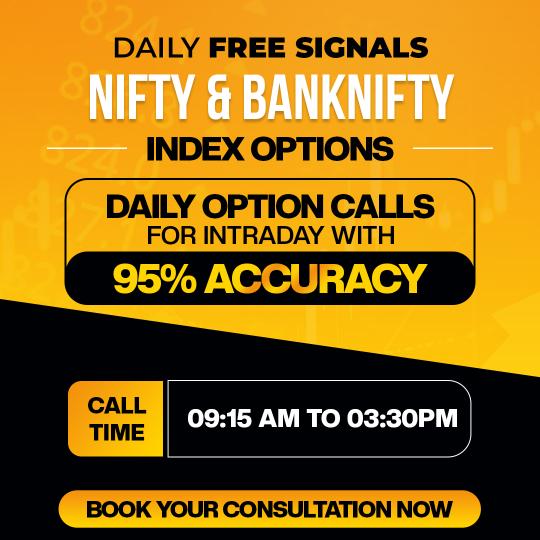 DAILY FREE SIGNALS
NIFTY & BANKNIFTY
INDEX OPTIONS
DAILY OPTION CALLS
FOR INTRADAY WITH
95% ACCURACY
CALL
TIME
09:15 AM TO 03:30PM
BOOK YOUR CONSULTATION NOW